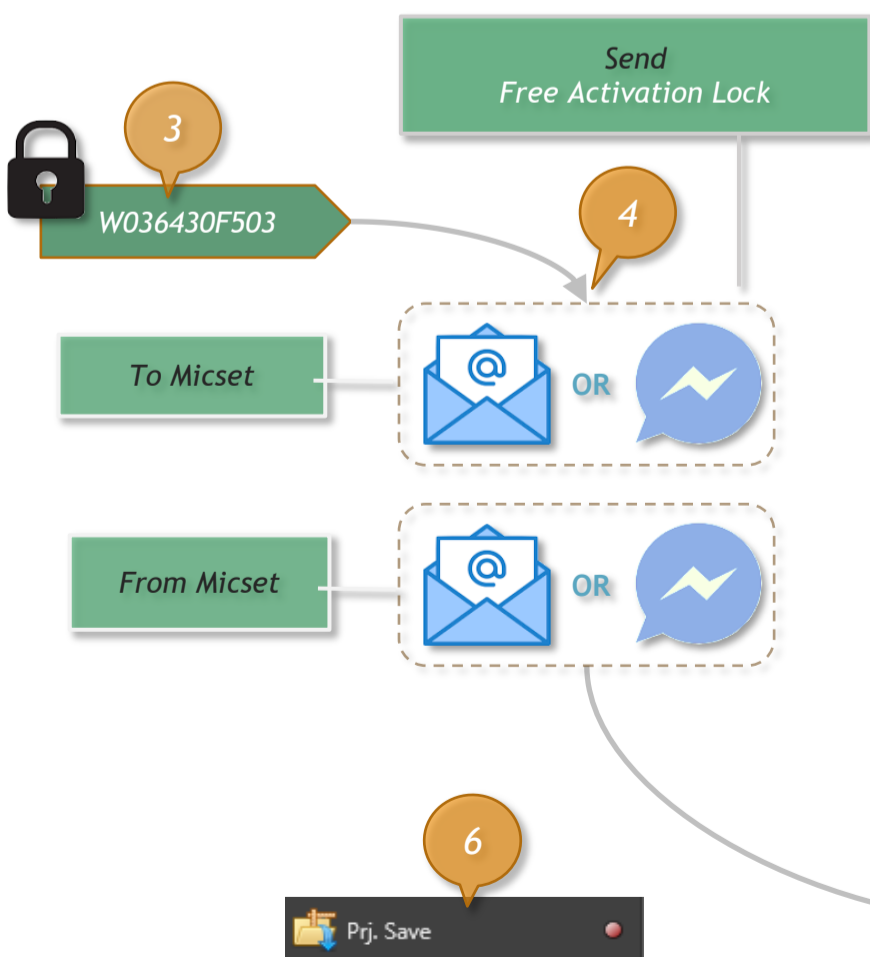 Send
Free Activation Lock
3
W036430F503
4
To Micset
@
OR
From Micset
@
OR
6
Prj. Save